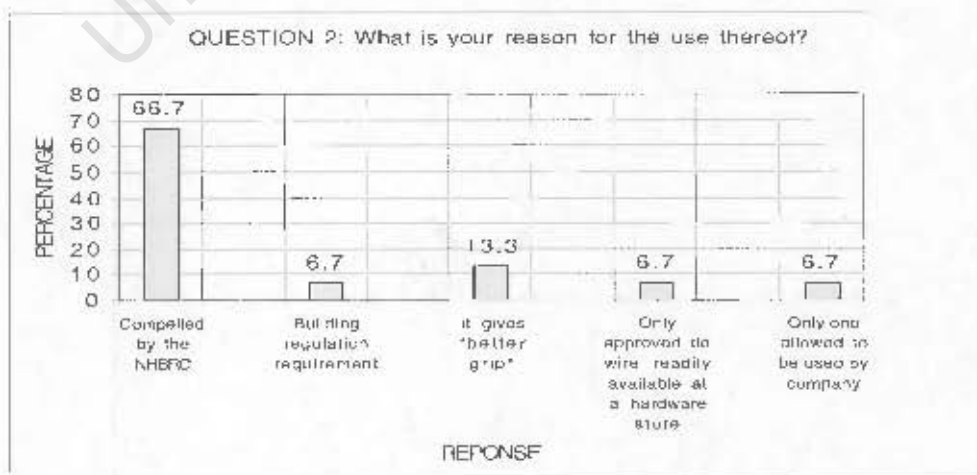 QUESTION 2: What is your reason for the use thereof?
PERCENTAGE
80
70
60
50
40
30
20
10
0
66.7
6.7
13.3
6.7
6.7
Compelled
by the
NHBRC
Building
regulation
requirement
It gives
"better
grip"
Only
approved tie
wire readily
available at
a hardware
store
Only one
allowed to
be used by
company
REPONSE